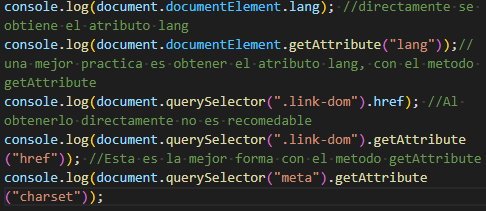 console.log(document.documentElement.lang); //directamente se
obtiene el atributo lang
console.log(document.documentElement.getAttribute("lang"));//
una mejor practica es obtener el atributo lang, con el metodo
getAttribute
console.log(document.querySelector(".link-dom").href); //Al
obtenerlo directamente no es recomedable
console.log(document.querySelector(".link-dom").getAttribute
("href")); //Esta es la mejor forma con el metodo getAttribute
console.log(document.querySelector("meta").getAttribute
("charset"));